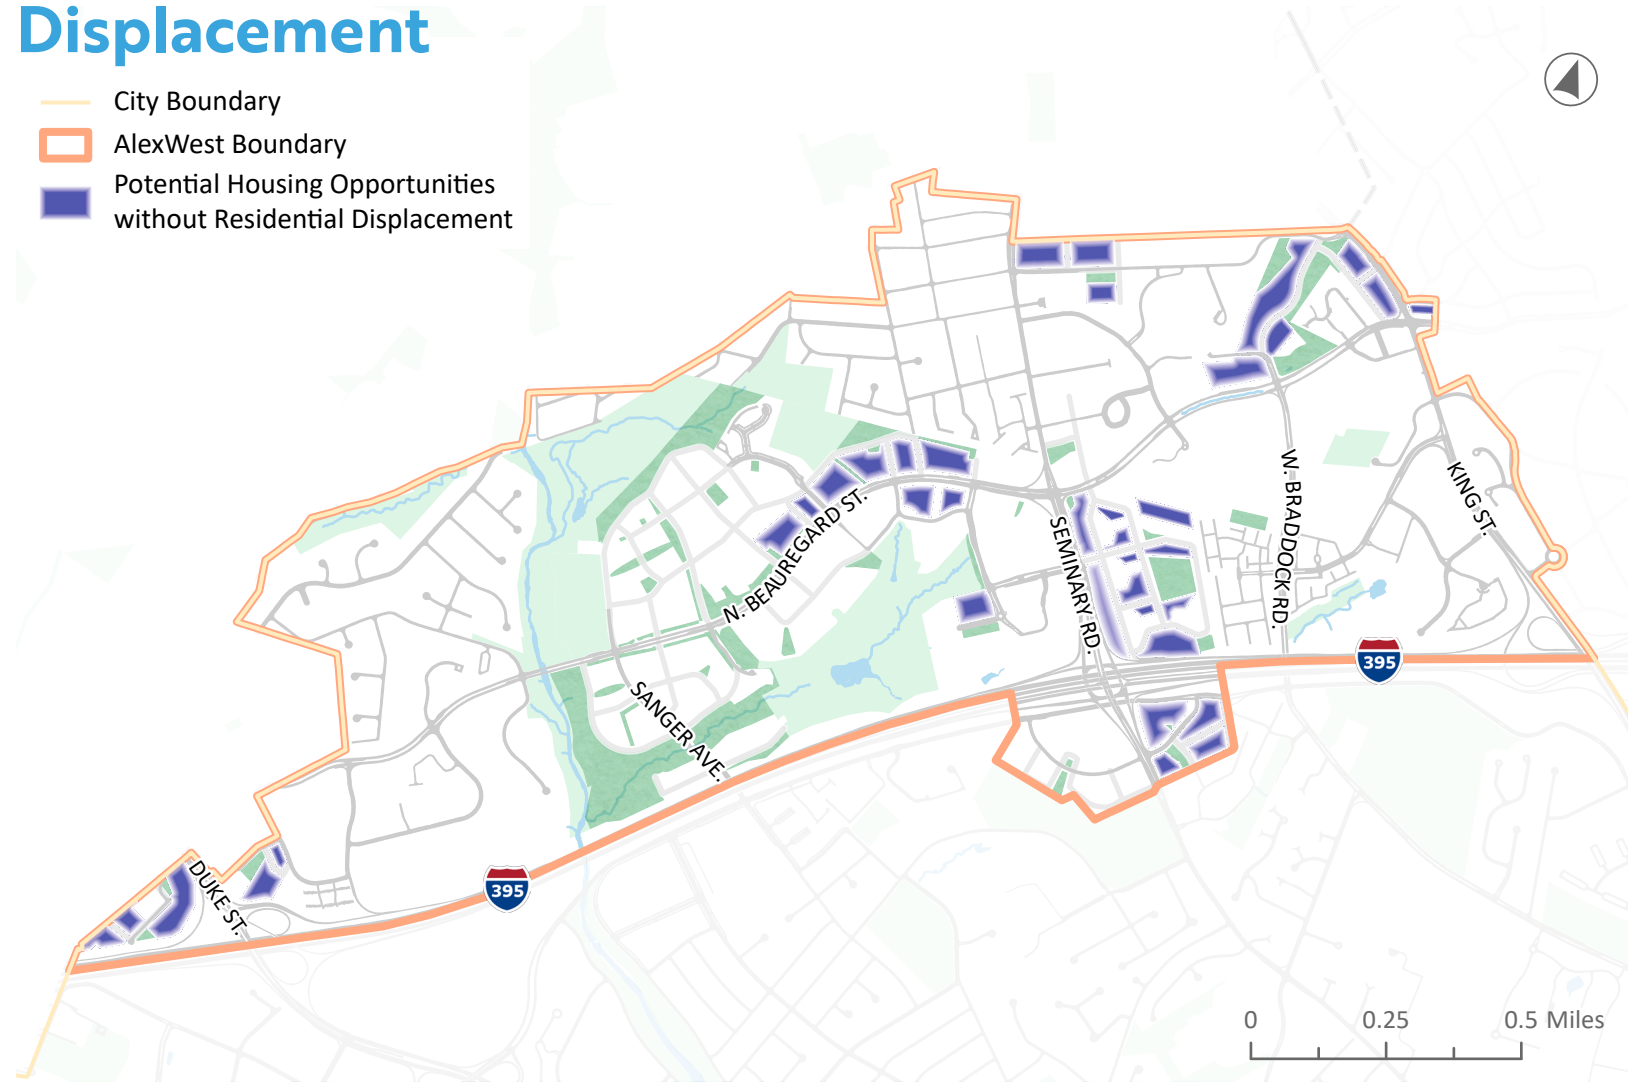 Displacement
City Boundary
AlexWest Boundary
Potential Housing Opportunities
without Residential Displacement
N. BEAUREGARD ST.
SEMINARY RD.
W. BRADDOCK RD.
KING ST.
SANGER AVE.
DUKE ST.
395
395
0 0.25 0.5 Miles